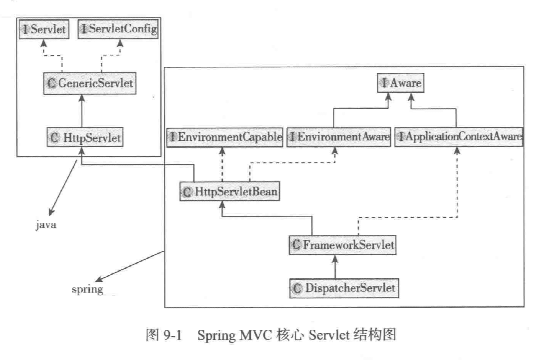 I Servlet
I ServletConfig
C GenericServlet
C HttpServlet
I Aware
I EnvironmentCapable
I EnvironmentAware
I ApplicationContextAware
C HttpServletBean
C FrameworkServlet
C DispatcherServlet
java
spring
图 9-1 Spring MVC 核心 Servlet 结构图